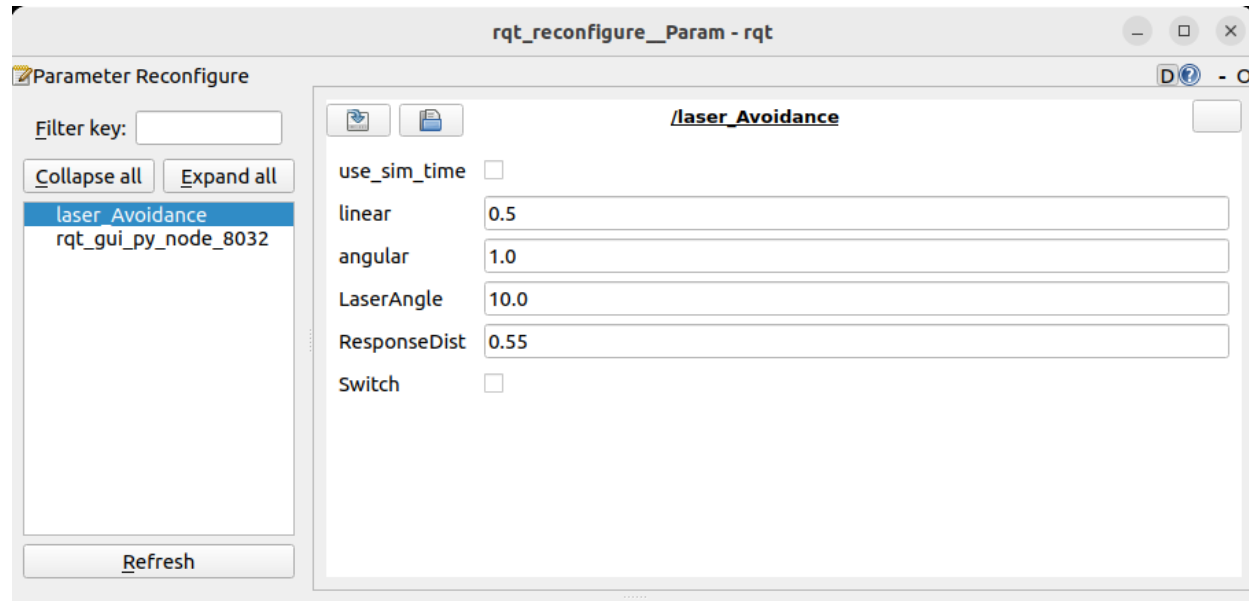 rqt_reconfigure__Param - rqt
Parameter Reconfigure
D - O
Filter key:
Collapse all Expand all
laser_Avoidance
rqt_gui_py_node_8032
Refresh
/laser_Avoidance
use_sim_time
linear 0.5
angular 1.0
LaserAngle 10.0
ResponseDist 0.55
Switch